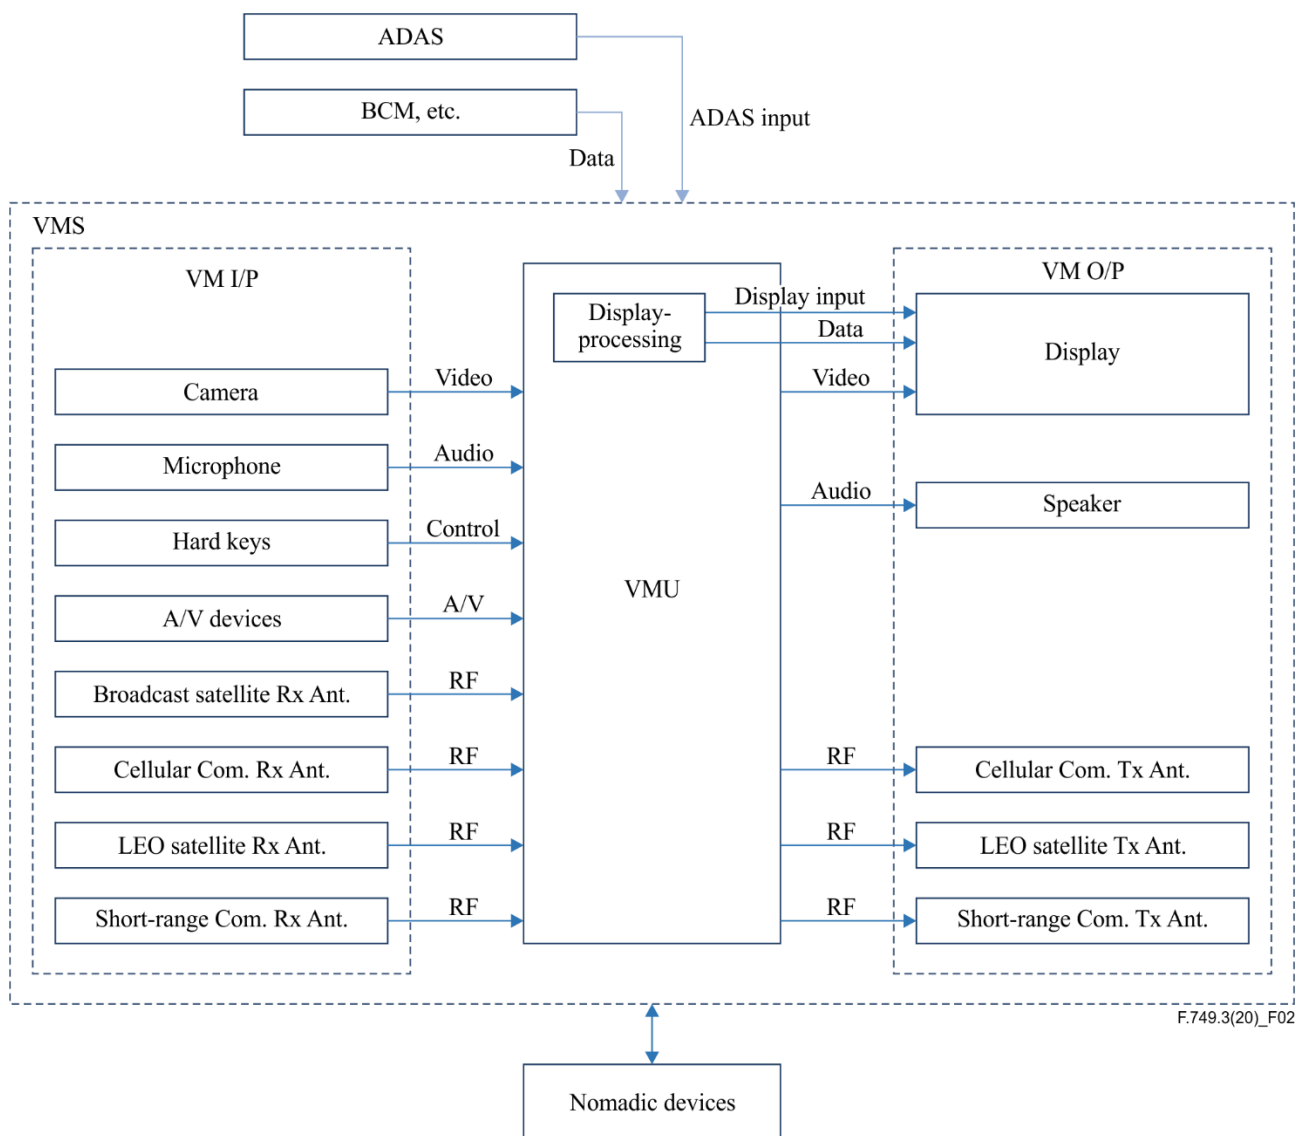 ADAS
BCM, etc.
ADAS input
Data
VMS
VM I/P
VM O/P
Display-
processing
Display input
Data
Display
Camera
Video
Video
Microphone
Audio
Audio
Speaker
Hard keys
Control
VMU
A/V devices
A/V
Broadcast satellite Rx Ant.
RF
Cellular Com. Rx Ant.
RF
RF
Cellular Com. Tx Ant.
LEO satellite Rx Ant.
RF
RF
LEO satellite Tx Ant.
Short-range Com. Rx Ant.
RF
RF
Short-range Com. Tx Ant.
F.749.3(20)_F02
Nomadic devices